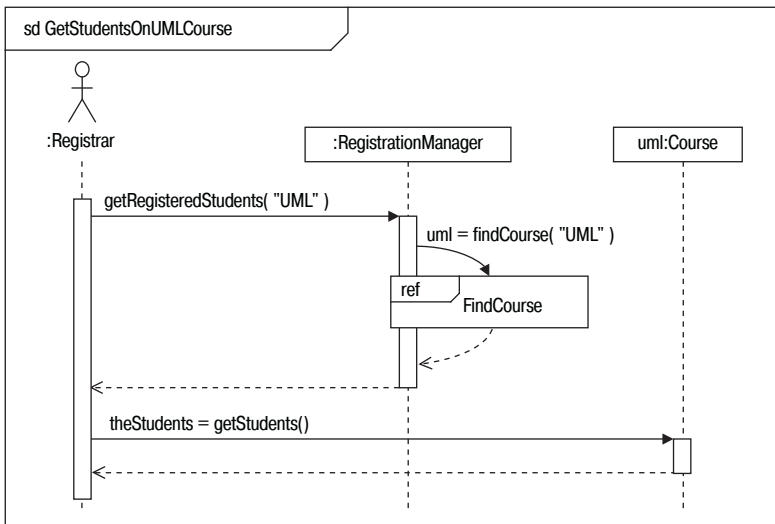 sd GetStudentsOnUMLCourse
:Registrar
:RegistrationManager
uml:Course
getRegisteredStudents( "UML" )
uml = findCourse( "UML" )
ref
FindCourse
theStudents = getStudents()